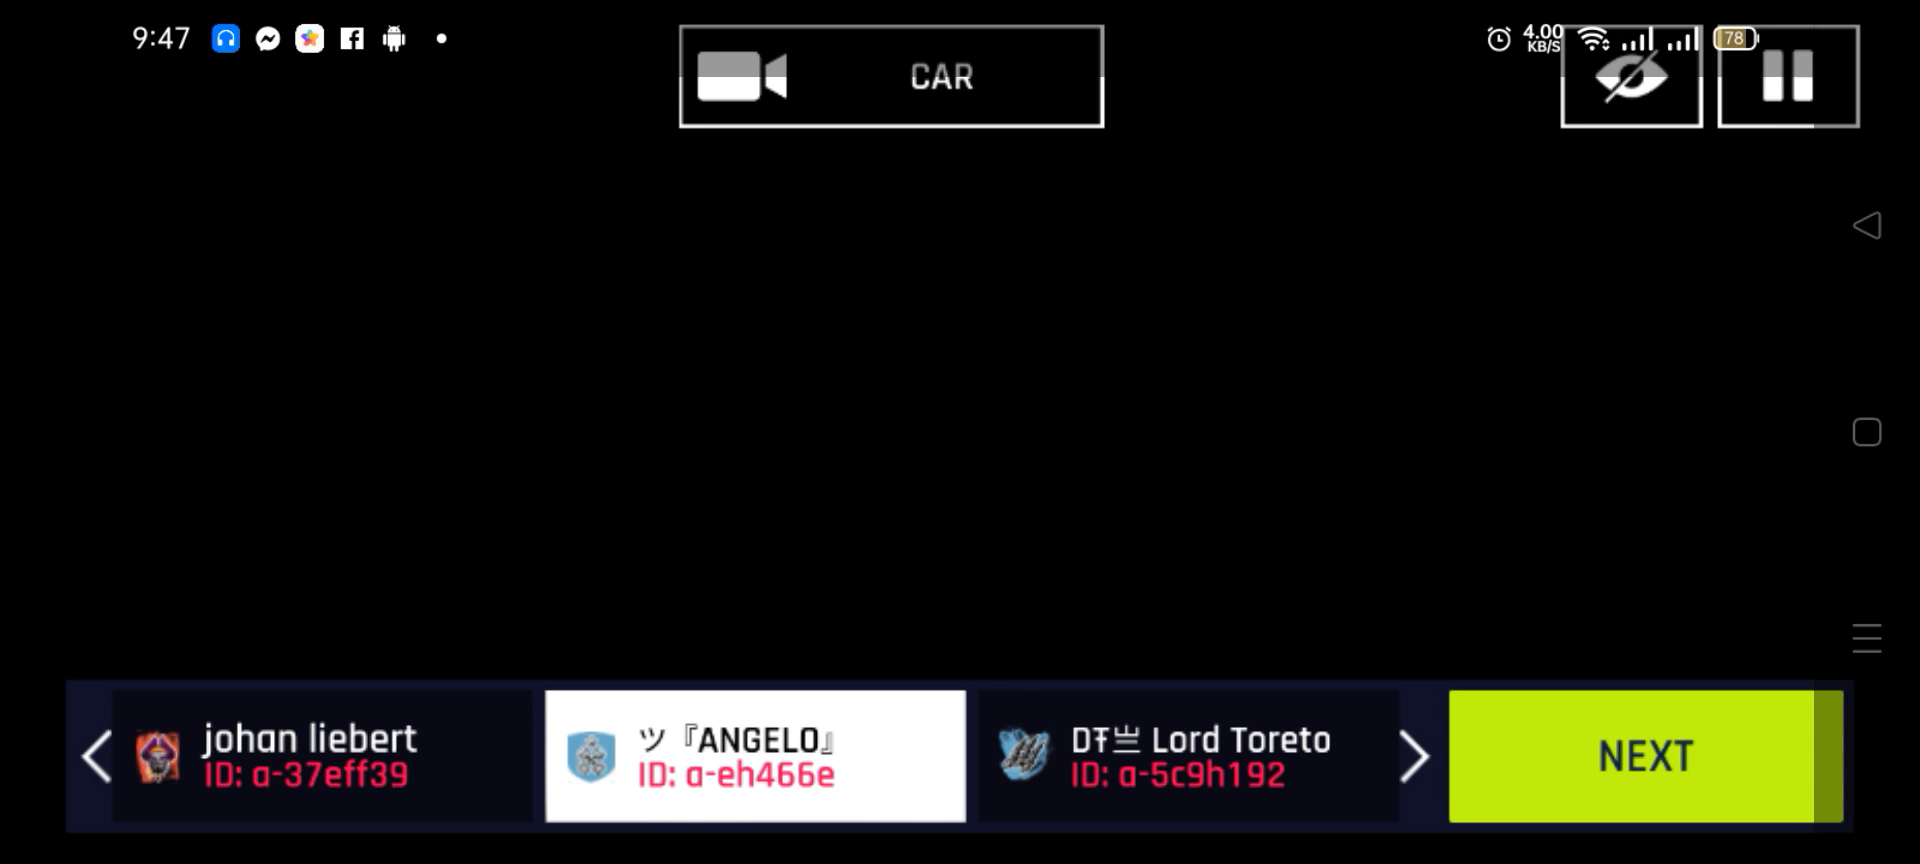 9:47
4.00
KB/S
78
CAR
johan liebert
ID: a-37eff39
ツ『ANGELO』
ID: a-eh466e
DŦ亗 Lord Toreto
ID: a-5c9h192
NEXT